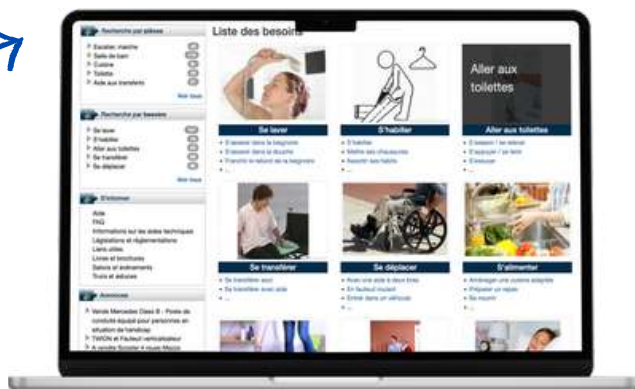 Recherche par pièces
Escalier, marche
Salle de bain
Cuisine
Toilette
Aide aux transferts
Voir tous
Recherche par besoins
Se laver
S'habiller
Aller aux toilettes
Se transférer
Se déplacer
Voir tous
S'informer
Aide
FAQ
Informations sur les aides techniques
Législations et réglementations
Liens utiles
Livres et brochures
Salons et événements
Trucs et astuces
Annonces
Vends Mercedes Class B - Poste de
conduite équipé pour personnes en
situation de handicap
TWION et Fauteuil verticalisateur
A vendre Scooter 4 roues Mezzo
Liste des besoins
Se laver
S'asseoir dans la baignoire
S'asseoir dans la douche
Franchir le rebord de la baignoire
...
S'habiller
S'habiller
Mettre ses chaussures
Assortir ses habits
...
Aller aux
toilettes
Aller aux toilettes
S'asseoir / se relever
S'appuyer / se tenir
S'essuyer
...
Se transférer
Se transférer seul
Se transférer avec aide
...
Se déplacer
Avec une aide à deux bras
En fauteuil roulant
Entrer dans un véhicule
...
S'alimenter
Aménager une cuisine adaptée
Préparer un repas
Se nourrir
...